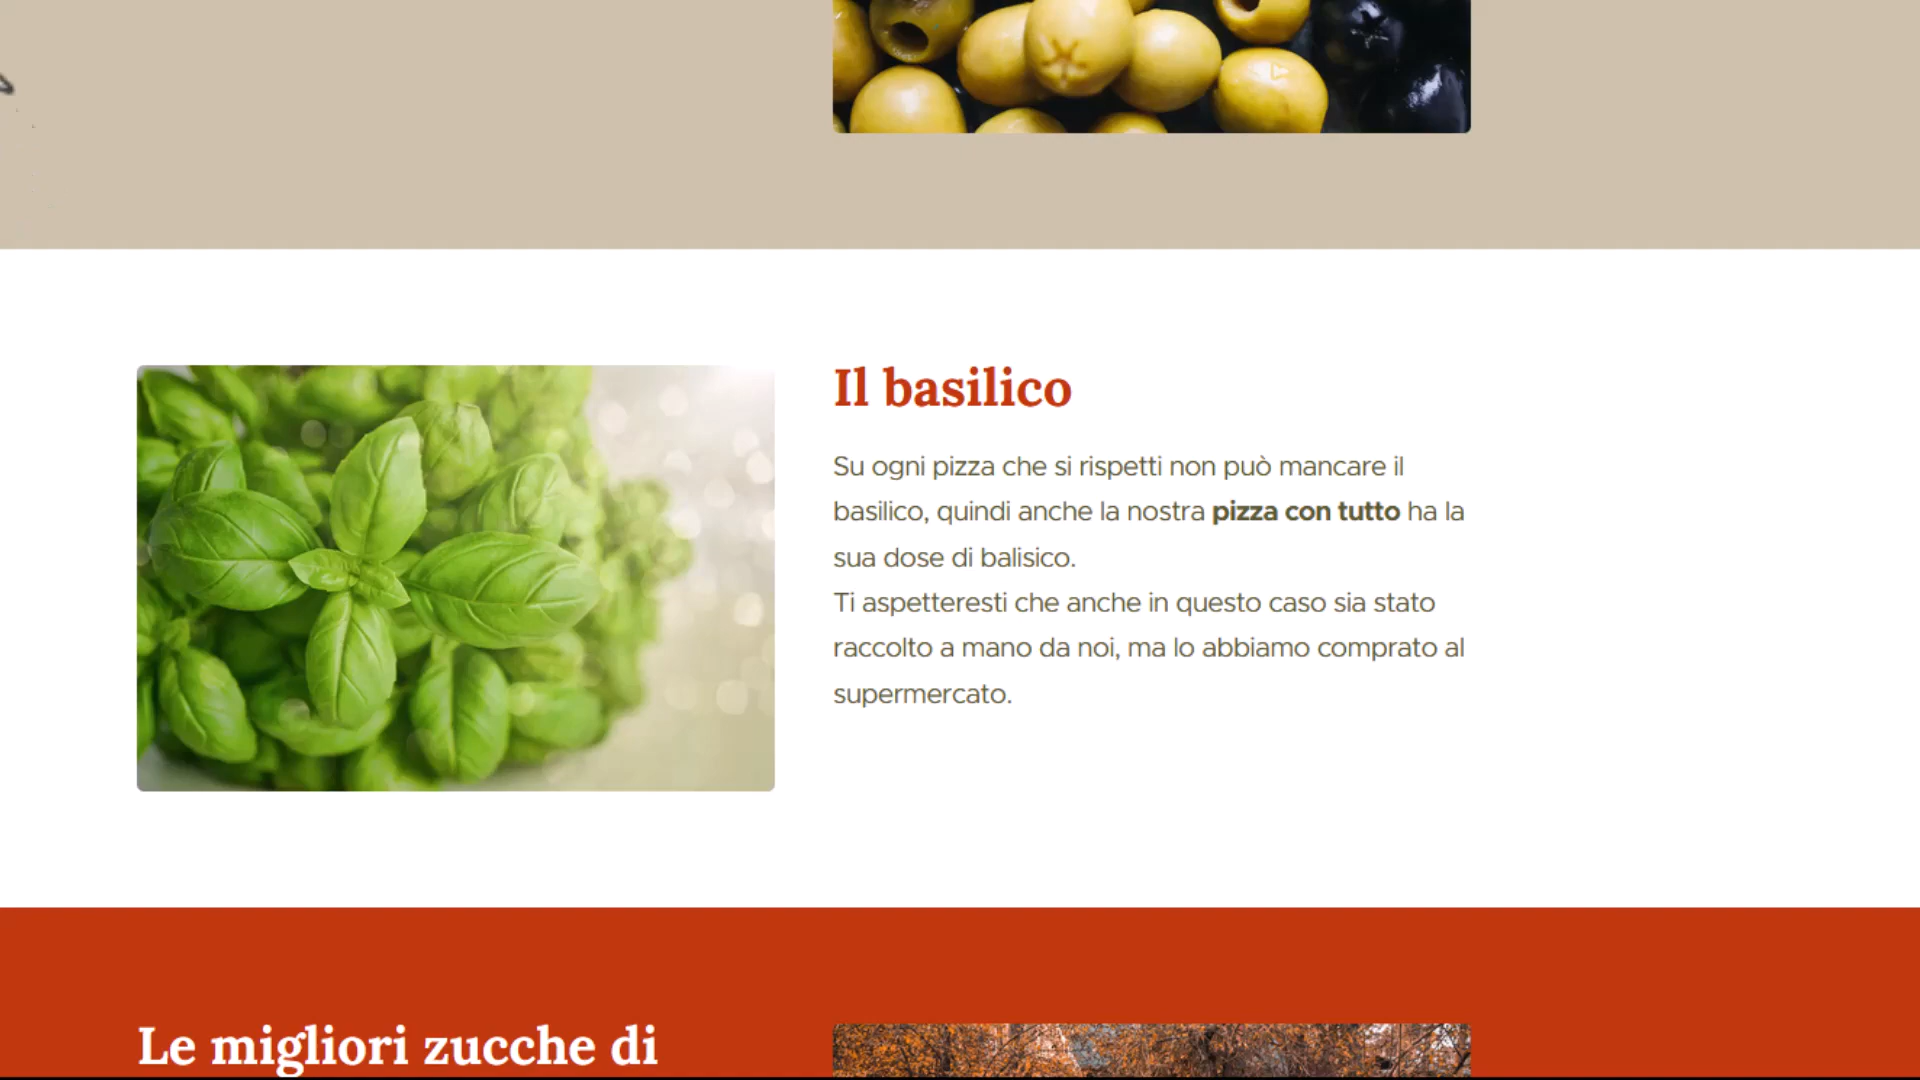 Il basilico
Su ogni pizza che si rispetti non può mancare il
basilico, quindi anche la nostra pizza con tutto ha la
sua dose di balisico.
Ti aspetteresti che anche in questo caso sia stato
raccolto a mano da noi, ma lo abbiamo comprato al
supermercato.
Le migliori zucche di